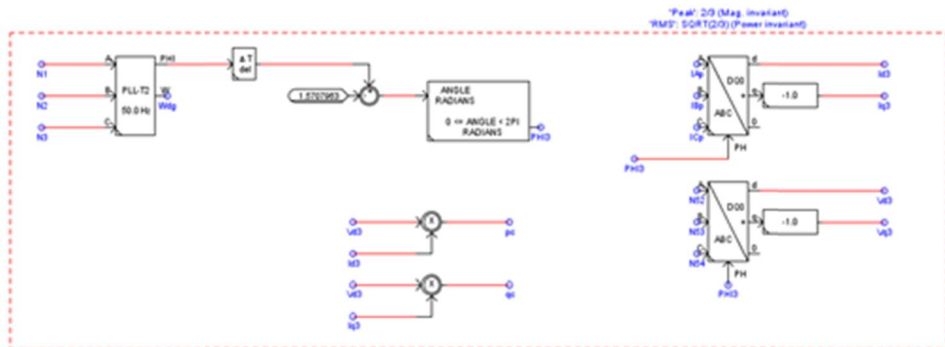 "Peak": 2/3 (Mag. invariant)
"RMS": SQRT(2/3) (Power invariant)
N1
N2
N3
A
B
C
PLL-T2
50.0 Hz
PHI
W
Wdg
Δ T
del
1.5707963
ANGLE
RADIANS
0 <= ANGLE < 2PI
RADIANS
PHI3
IAp
IBp
ICp
A
B
C
DQ0
ABC
d
0
PH
-1.0
Id3
Iq3
PHI3
N52
N53
N54
A
B
C
DQ0
ABC
d
0
PH
-1.0
Vd3
Vq3
PHI3
Vd3
Id3
X
Vd3
Iq3
X